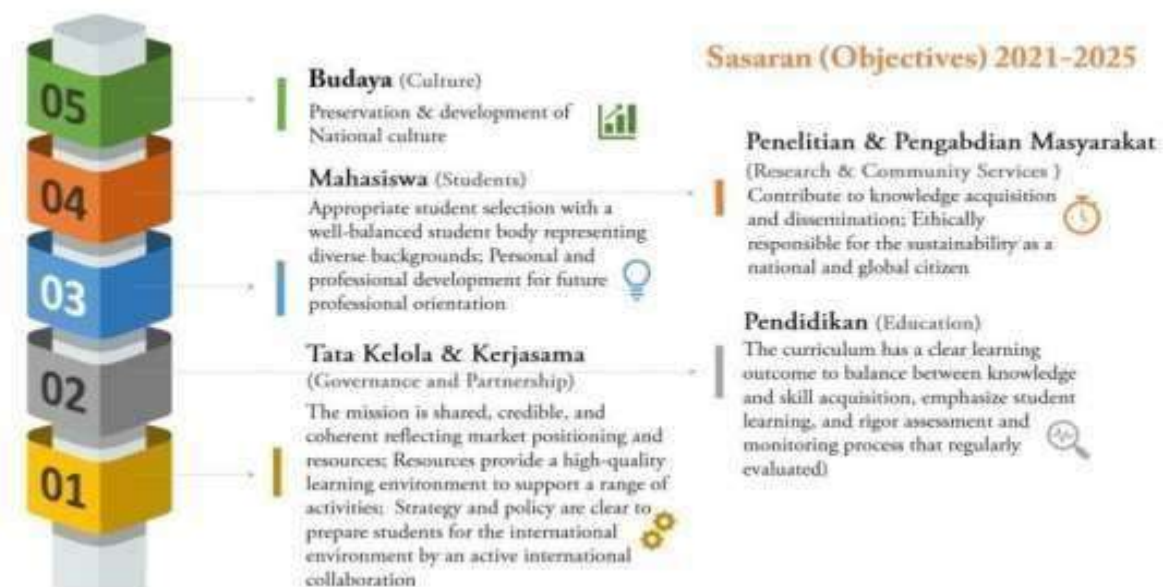 Sasaran (Objectives) 2021-2025
05
Budaya (Culture)
Preservation & development of
National culture
04
Penelitian & Pengabdian Masyarakat
(Research & Community Services )
Contribute to knowledge acquisition
and dissemination; Ethically
responsible for the sustainability as a
national and global citizen
03
Mahasiswa (Students)
Appropriate student selection with a
well-balanced student body representing
diverse backgrounds; Personal and
professional development for future
professional orientation
02
Pendidikan (Education)
The curriculum has a clear learning
outcome to balance between knowledge
and skill acquisition, emphasize student
learning, and rigor assessment and
monitoring process that regularly
evaluated)
01
Tata Kelola & Kerjasama
(Governance and Partnership)
The mission is shared, credible, and
coherent reflecting market positioning and
resources; Resources provide a high-quality
learning environment to support a range of
activities; Strategy and policy are clear to
prepare students for the international
environment by an active international
collaboration